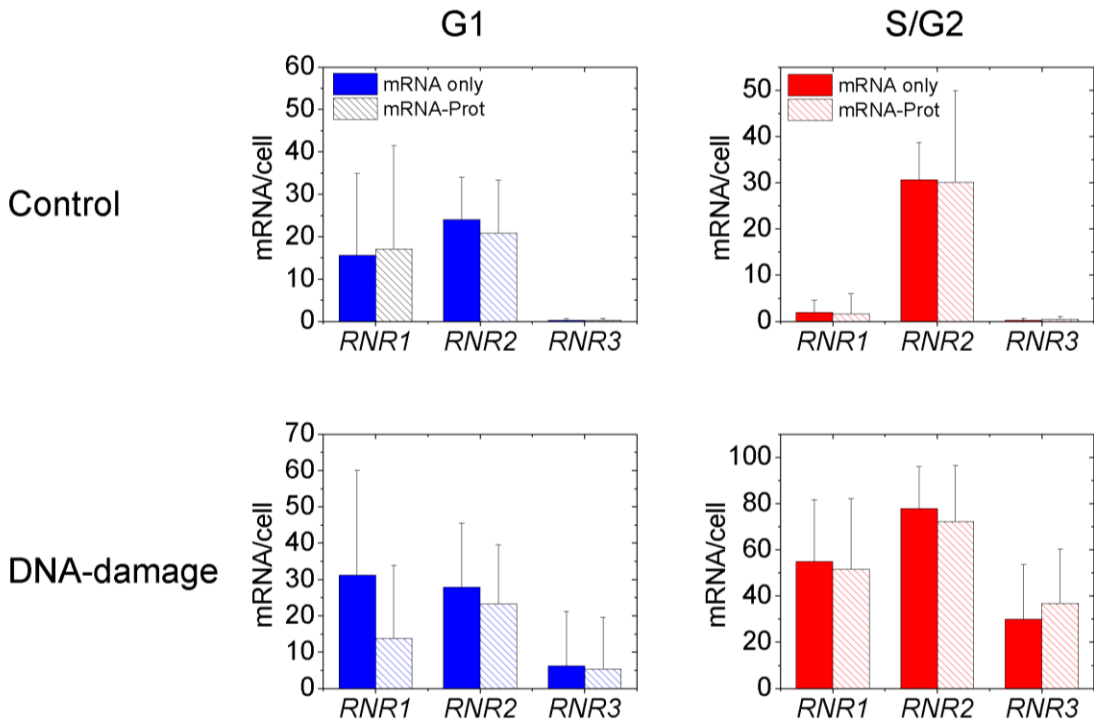 G1
S/G2
Control
mRNA/cell
60
50
40
30
20
10
0
mRNA only
mRNA-Prot
RNR1 RNR2 RNR3
mRNA/cell
50
40
30
20
10
0
mRNA only
mRNA-Prot
RNR1 RNR2 RNR3
DNA-damage
mRNA/cell
70
60
50
40
30
20
10
0
RNR1 RNR2 RNR3
mRNA/cell
100
80
60
40
20
0
RNR1 RNR2 RNR3